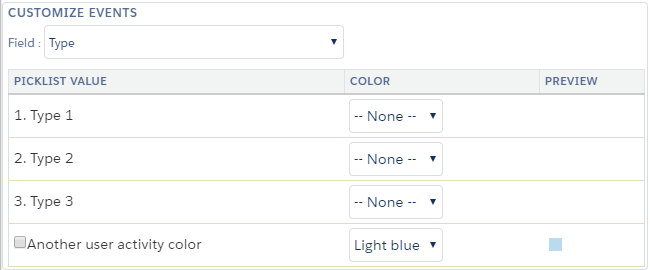 CUSTOMIZE EVENTS
Field : Type
PICKLIST VALUE COLOR PREVIEW
1. Type 1 -- None --
2. Type 2 -- None --
3. Type 3 -- None --
Another user activity color Light blue